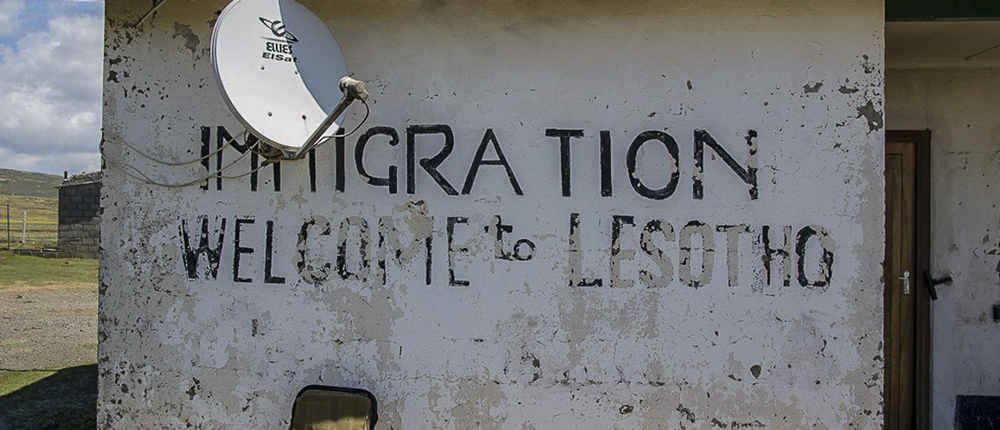 ELLIES
ElSat
IMMIGRATION
WELCOME to LESOTHO